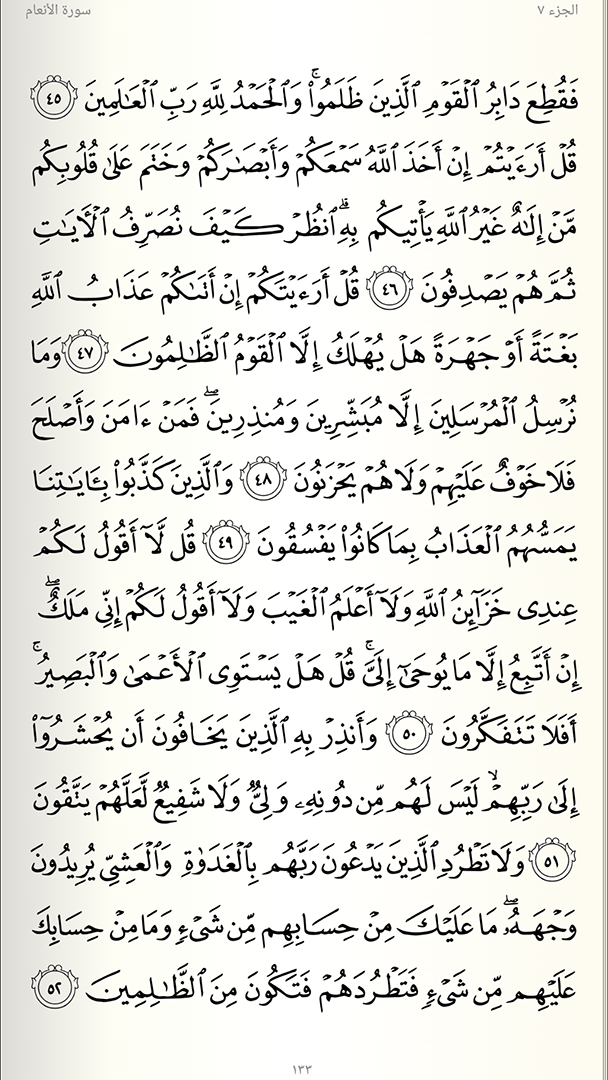 الجزء ٧
سورة الأنعام
فَقُطِعَ دَابِرُ ٱلْقَوْمِ ٱلَّذِينَ ظَلَمُوا۟ ۚ وَٱلْحَمْدُ لِلَّهِ رَبِّ ٱلْعَـٰلَمِينَ ٤٥
قُلْ أَرَءَيْتُمْ إِنْ أَخَذَ ٱللَّهُ سَمْعَكُمْ وَأَبْصَـٰرَكُمْ وَخَتَمَ عَلَىٰ قُلُوبِكُم
مَّنْ إِلَـٰهٌ غَيْرُ ٱللَّهِ يَأْتِيكُم بِهِ ۗ ٱنظُرْ كَيْفَ نُصَرِّفُ ٱلْـَٔايَـٰتِ
ثُمَّ هُمْ يَصْدِفُونَ ٤٦ قُلْ أَرَءَيْتَكُمْ إِنْ أَتَىٰكُمْ عَذَابُ ٱللَّهِ
بَغْتَةً أَوْ جَهْرَةً هَلْ يُهْلَكُ إِلَّا ٱلْقَوْمُ ٱلظَّـٰلِمُونَ ٤٧ وَمَا
نُرْسِلُ ٱلْمُرْسَلِينَ إِلَّا مُبَشِّرِينَ وَمُنذِرِينَ ۖ فَمَنْ ءَامَنَ وَأَصْلَحَ
فَلَا خَوْفٌ عَلَيْهِمْ وَلَا هُمْ يَحْزَنُونَ ٤٨ وَٱلَّذِينَ كَذَّبُوا۟ بِـَٔايَـٰتِنَا
يَمَسُّهُمُ ٱلْعَذَابُ بِمَا كَانُوا۟ يَفْسُقُونَ ٤٩ قُل لَّآ أَقُولُ لَكُمْ
عِندِى خَزَآئِنُ ٱللَّهِ وَلَآ أَعْلَمُ ٱلْغَيْبَ وَلَآ أَقُولُ لَكُمْ إِنِّى مَلَكٌ ۖ
إِنْ أَتَّبِعُ إِلَّا مَا يُوحَىٰٓ إِلَىَّ ۚ قُلْ هَلْ يَسْتَوِى ٱلْأَعْمَىٰ وَٱلْبَصِيرُ ۚ
أَفَلَا تَتَفَكَّرُونَ ٥٠ وَأَنذِرْ بِهِ ٱلَّذِينَ يَخَافُونَ أَن يُحْشَرُوٓا۟
إِلَىٰ رَبِّهِمْ ۙ لَيْسَ لَهُم مِّن دُونِهِۦ وَلِىٌّ وَلَا شَفِيعٌ لَّعَلَّهُمْ يَتَّقُونَ
٥١ وَلَا تَطْرُدِ ٱلَّذِينَ يَدْعُونَ رَبَّهُم بِٱلْغَدَوٰةِ وَٱلْعَشِىِّ يُرِيدُونَ
وَجْهَهُۥ ۖ مَا عَلَيْكَ مِنْ حِسَابِهِم مِّن شَىْءٍ وَمَا مِنْ حِسَابِكَ
عَلَيْهِم مِّن شَىْءٍ فَتَطْرُدَهُمْ فَتَكُونَ مِنَ ٱلظَّـٰلِمِينَ ٥٢
١٣٣